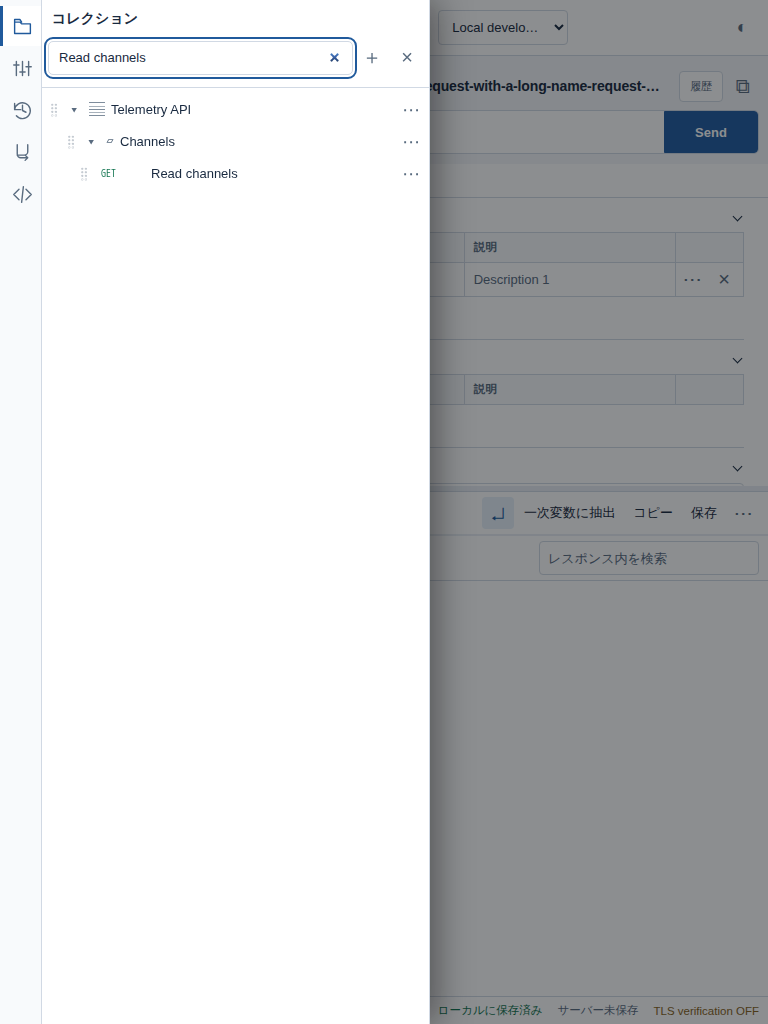 コレクション
Local develo…
Read channels
equest-with-a-long-name-request-…
履歴
Telemetry API
Channels
GET Read channels
Send
説明
Description 1
説明
一次変数に抽出 コピー 保存
レスポンス内を検索
ローカルに保存済み サーバー未保存 TLS verification OFF